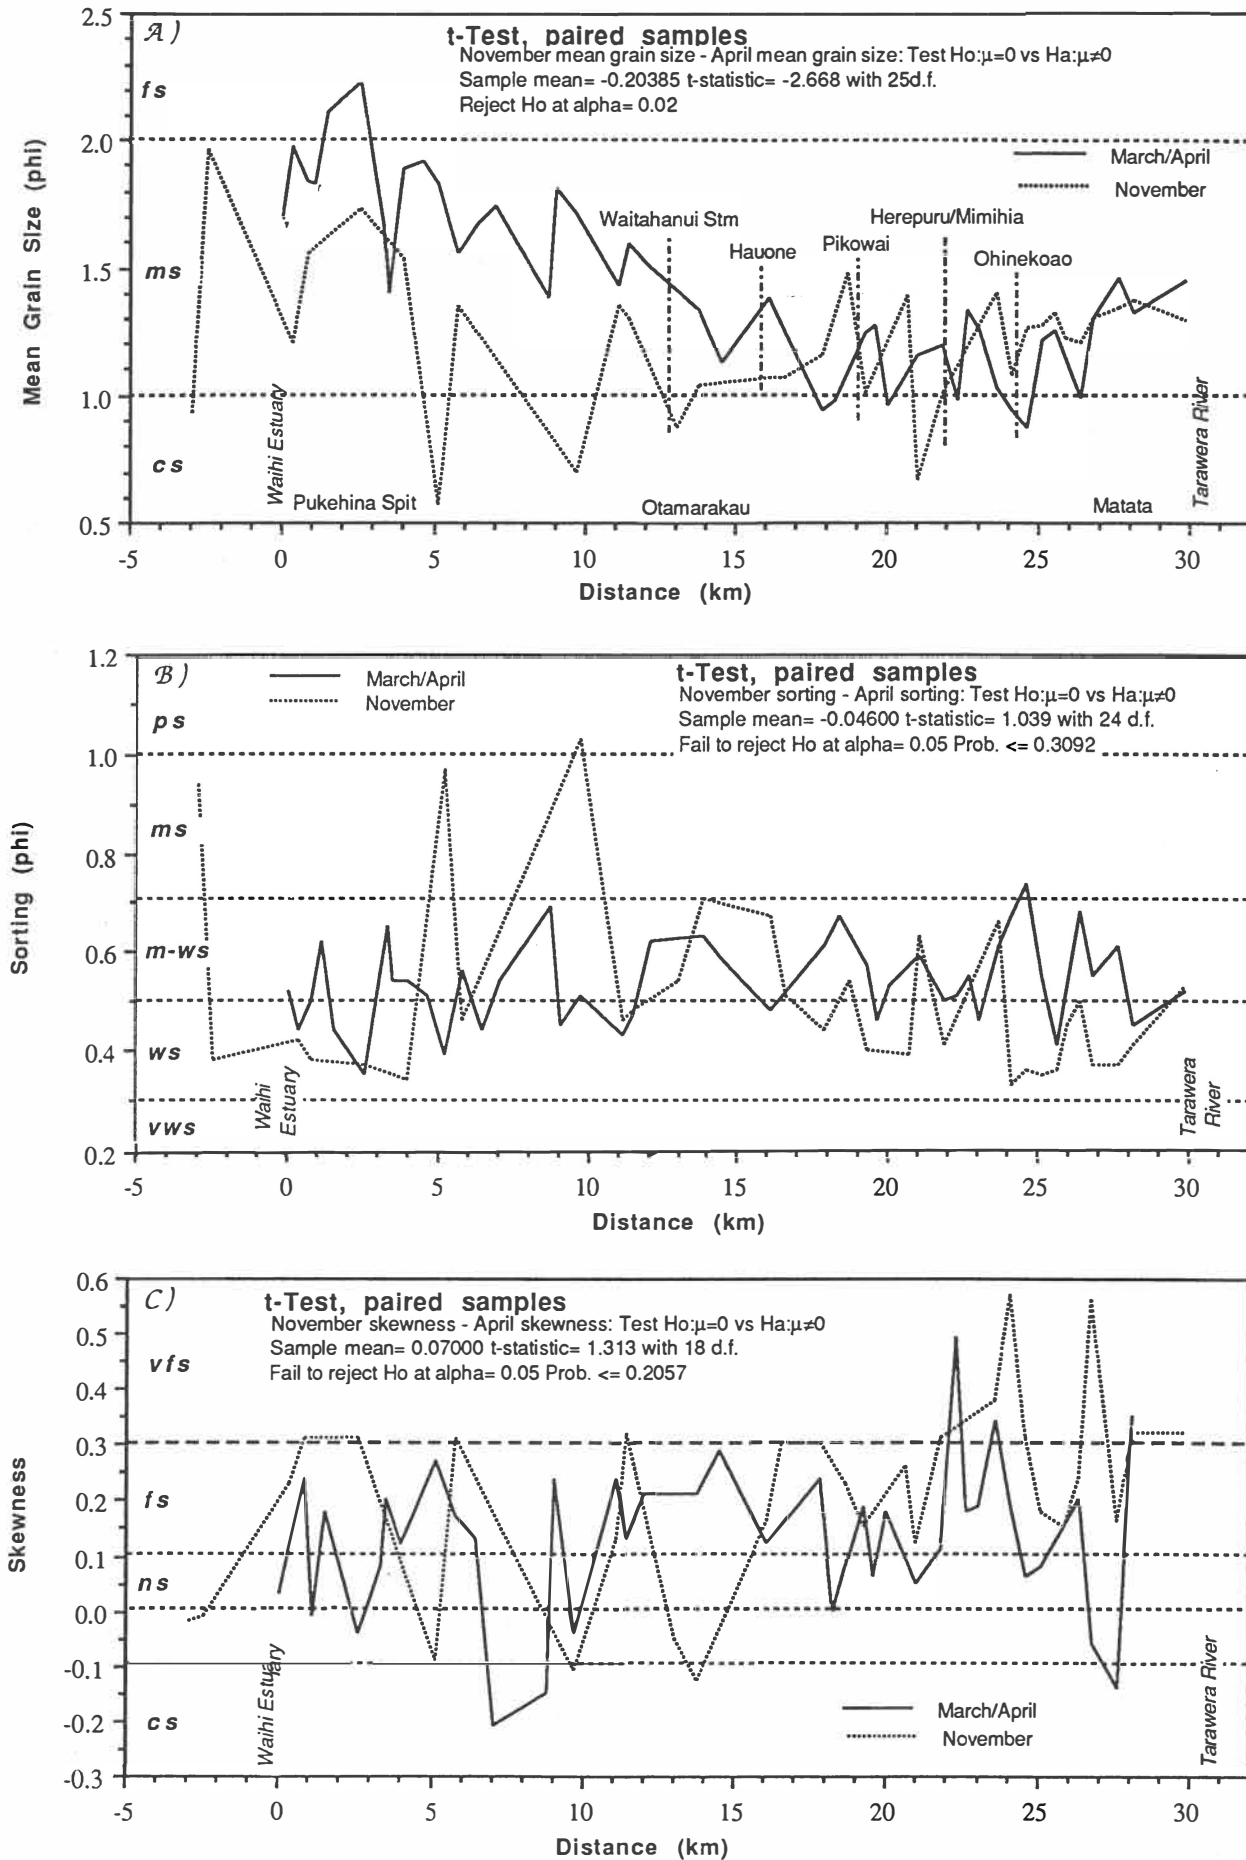 A)
t-Test, paired samples
November mean grain size - April mean grain size: Test Ho:μ=0 vs Ha:μ≠0
Sample mean= -0.20385 t-statistic= -2.668 with 25d.f.
Reject Ho at alpha= 0.02
March/April
November
Waitahanui Stm
Hauone
Pikowai
Herepuru/Mimihia
Ohinekoao
fs
ms
cs
Waihi Estuary
Pukehina Spit
Otamarakau
Matata
Tarawera River
2.5
2.0
1.5
1.0
0.5
Mean Grain Size (phi)
-5 0 5 10 15 20 25 30
Distance (km)
B)
March/April
November
t-Test, paired samples
November sorting - April sorting: Test Ho:μ=0 vs Ha:μ≠0
Sample mean= -0.04600 t-statistic= 1.039 with 24 d.f.
Fail to reject Ho at alpha= 0.05 Prob. <= 0.3092
ps
ms
m-ws
ws
vws
Waihi
Estuary
Tarawera
River
1.2
1.0
0.8
0.6
0.4
0.2
Sorting (phi)
-5 0 5 10 15 20 25 30
Distance (km)
C)
t-Test, paired samples
November skewness - April skewness: Test Ho:μ=0 vs Ha:μ≠0
Sample mean= 0.07000 t-statistic= 1.313 with 18 d.f.
Fail to reject Ho at alpha= 0.05 Prob. <= 0.2057
vfs
fs
ns
cs
Waihi Estuary
Tarawera River
March/April
November
0.6
0.5
0.4
0.3
0.2
0.1
0.0
-0.1
-0.2
-0.3
Skewness
-5 0 5 10 15 20 25 30
Distance (km)